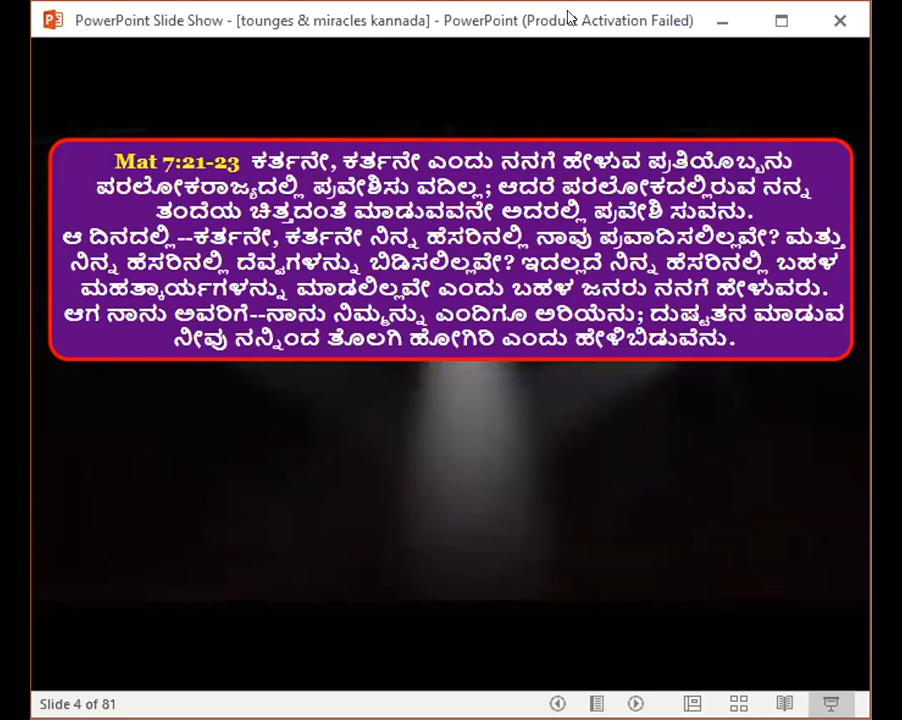 PowerPoint Slide Show - [tounges & miracles kannada] - PowerPoint (Product Activation Failed)
Mat 7:21-23 ಕರ್ತನೇ, ಕರ್ತನೇ ಎಂದು ನನಗೆ ಹೇಳುವ ಪ್ರತಿಯೊಬ್ಬನು
ಪರಲೋಕರಾಜ್ಯದಲ್ಲಿ ಪ್ರವೇಶಿಸು ವದಿಲ್ಲ; ಆದರೆ ಪರಲೋಕದಲ್ಲಿರುವ ನನ್ನ
ತಂದೆಯ ಚಿತ್ತದಂತೆ ಮಾಡುವವನೇ ಅದರಲ್ಲಿ ಪ್ರವೇಶಿ ಸುವನು.
ಆ ದಿನದಲ್ಲಿ--ಕರ್ತನೇ, ಕರ್ತನೇ ನಿನ್ನ ಹೆಸರಿನಲ್ಲಿ ನಾವು ಪ್ರವಾದಿಸಲಿಲ್ಲವೇ? ಮತ್ತು
ನಿನ್ನ ಹೆಸರಿನಲ್ಲಿ ದೆವ್ವಗಳನ್ನು ಬಿಡಿಸಲಿಲ್ಲವೇ? ಇದಲ್ಲದೆ ನಿನ್ನ ಹೆಸರಿನಲ್ಲಿ ಬಹಳ
ಮಹತ್ಕಾರ್ಯಗಳನ್ನು ಮಾಡಲಿಲ್ಲವೇ ಎಂದು ಬಹಳ ಜನರು ನನಗೆ ಹೇಳುವರು.
ಆಗ ನಾನು ಅವರಿಗೆ--ನಾನು ನಿಮ್ಮನ್ನು ಎಂದಿಗೂ ಅರಿಯೆನು; ದುಷ್ಟತನ ಮಾಡುವ
ನೀವು ನನ್ನಿಂದ ತೊಲಗಿ ಹೋಗಿರಿ ಎಂದು ಹೇಳಿಬಿಡುವೆನು.
Slide 4 of 81